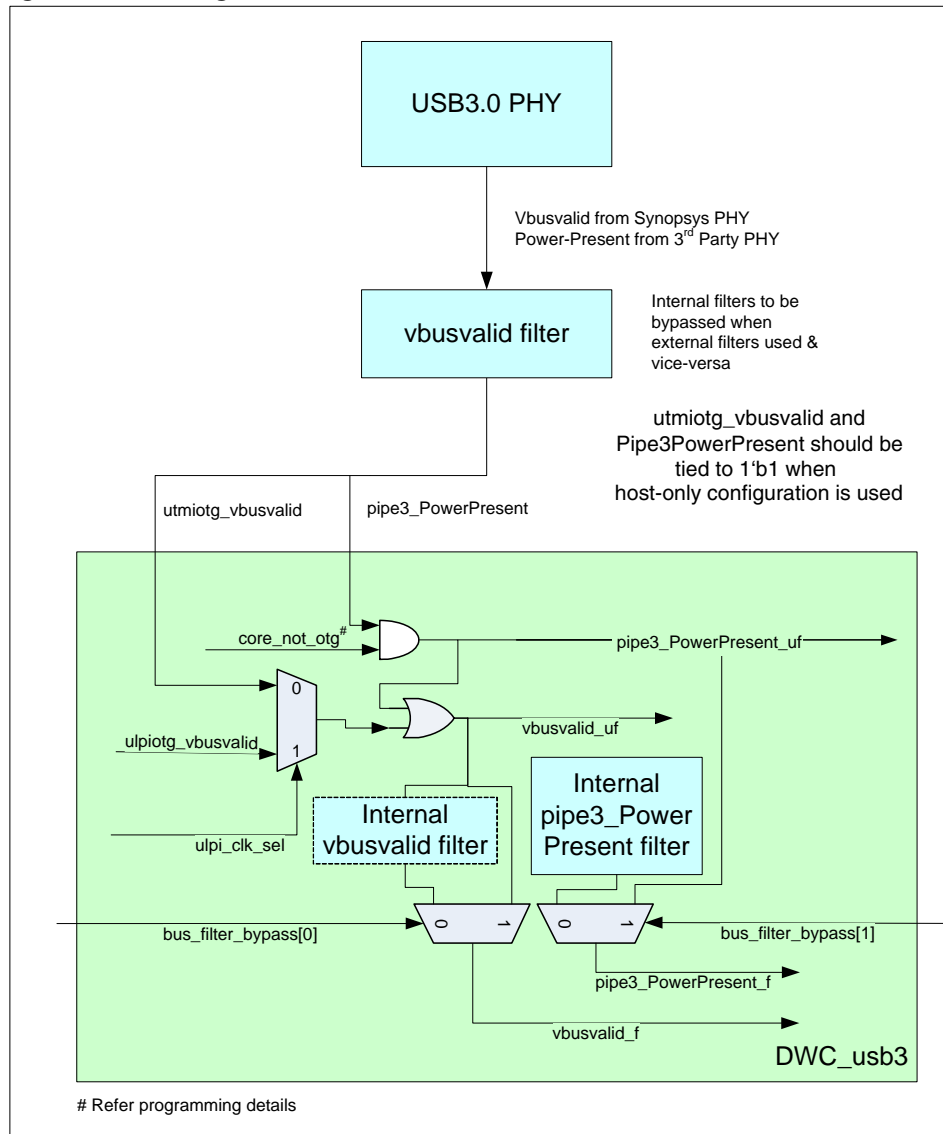 USB3.0 PHY
Vbusvalid from Synopsys PHY
Power-Present from 3rd Party PHY
vbusvalid filter
Internal filters to be
bypassed when
external filters used &
vice-versa
utmiotg_vbusvalid and
Pipe3PowerPresent should be
tied to 1‘b1 when
host-only configuration is used
utmiotg_vbusvalid
pipe3_PowerPresent
core_not_otg#
pipe3_PowerPresent_uf
0
ulpiotg_vbusvalid
1
vbusvalid_uf
ulpi_clk_sel
Internal
vbusvalid filter
Internal
pipe3_Power
Present filter
bus_filter_bypass[0]
0
1
0
1
bus_filter_bypass[1]
pipe3_PowerPresent_f
vbusvalid_f
DWC_usb3
# Refer programming details